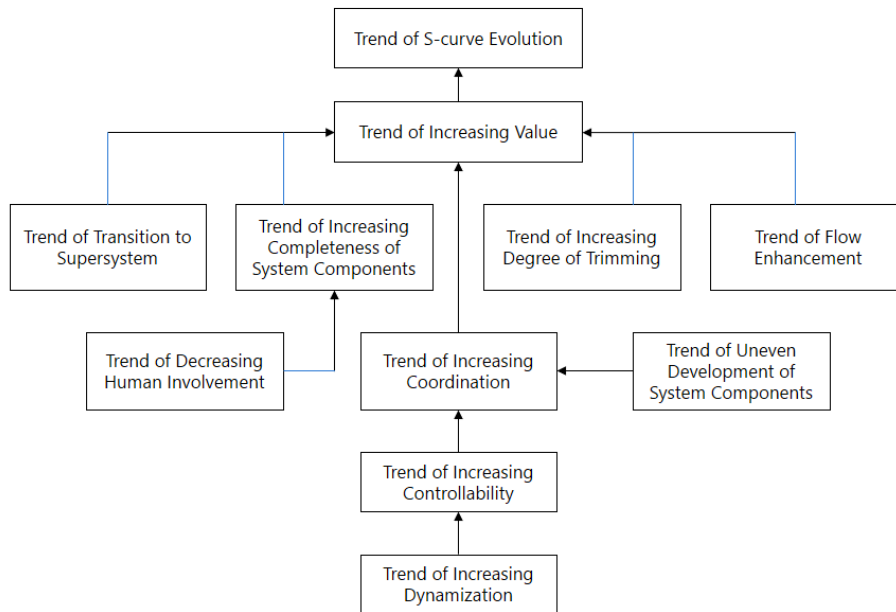 Trend of S-curve Evolution
Trend of Increasing Value
Trend of Transition to
Supersystem
Trend of Increasing
Completeness of
System Components
Trend of Increasing
Degree of Trimming
Trend of Flow
Enhancement
Trend of Decreasing
Human Involvement
Trend of Increasing
Coordination
Trend of Uneven
Development of
System Components
Trend of Increasing
Controllability
Trend of Increasing
Dynamization